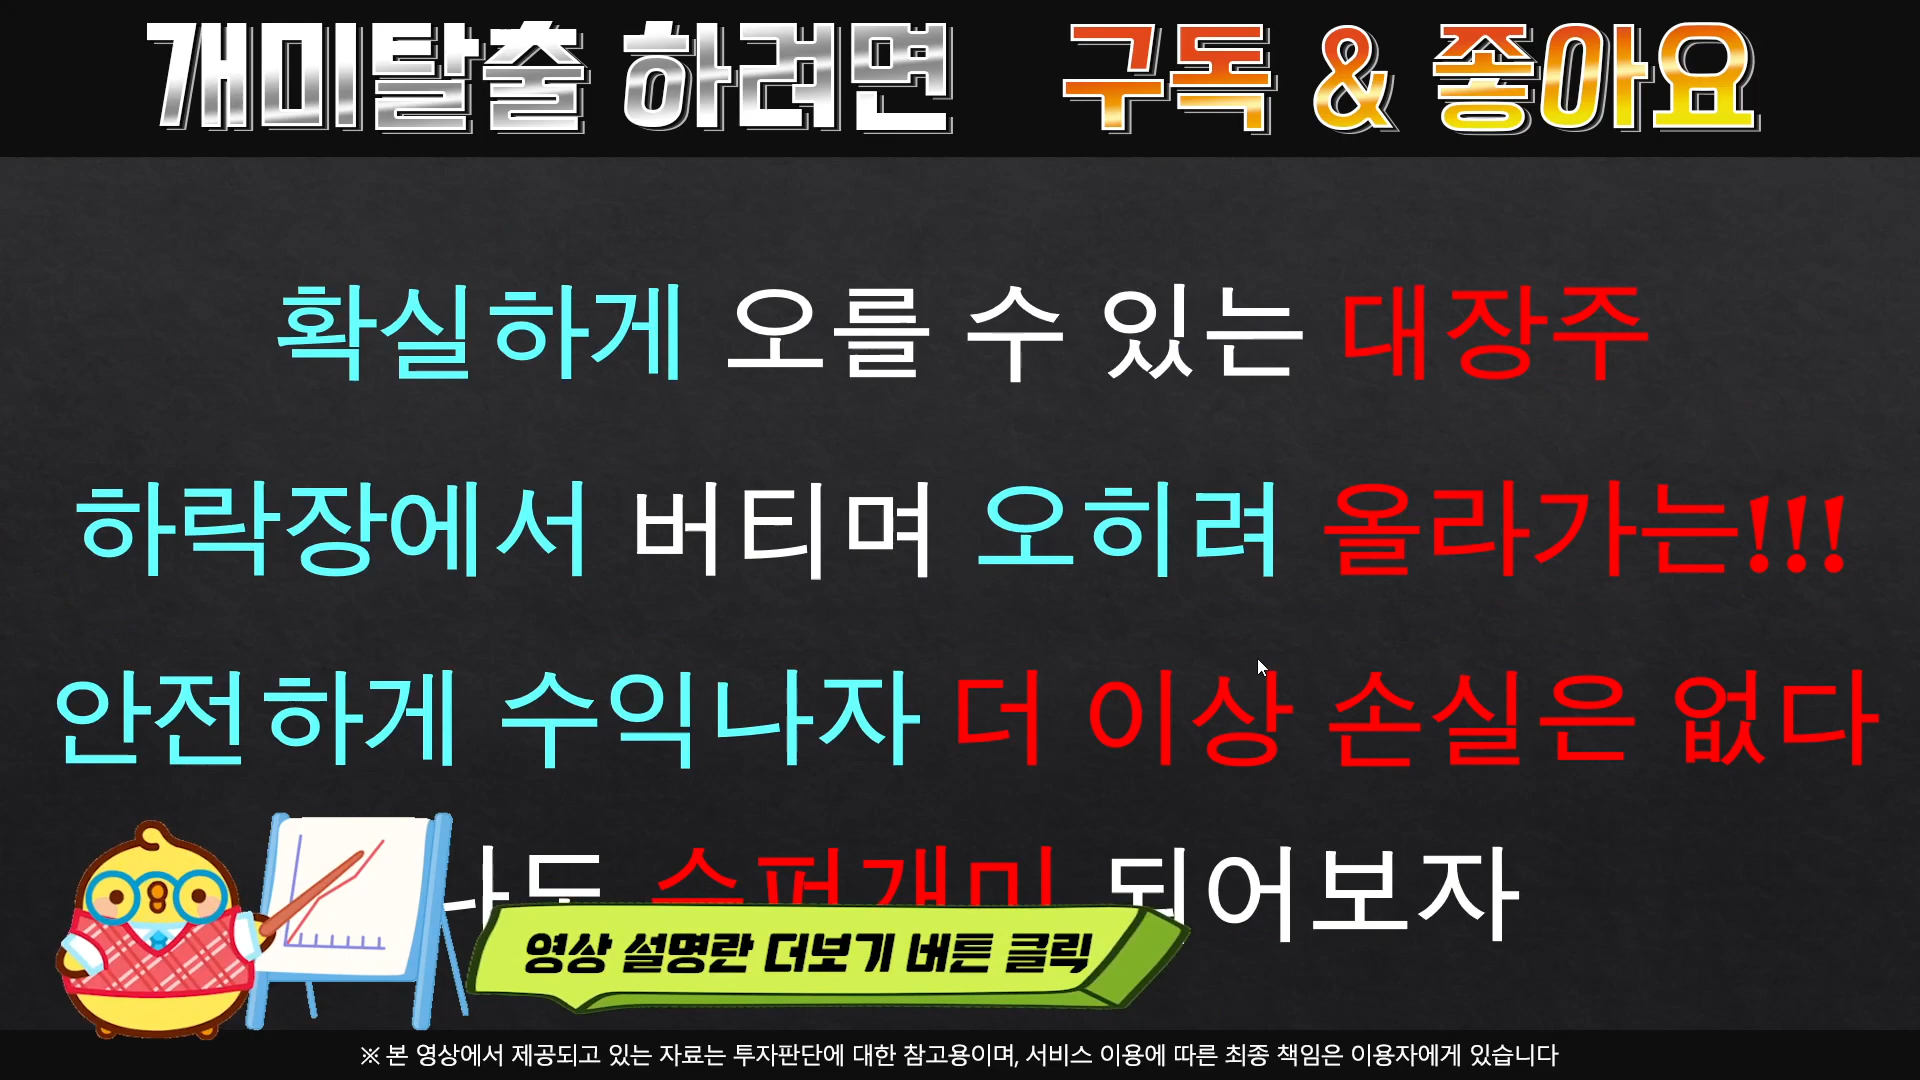 개미탈출 하려면 구독 & 좋아요
확실하게 오를 수 있는 대장주
하락장에서 버티며 오히려 올라가는!!!
안전하게 수익나자 더 이상 손실은 없다
나도 슈퍼개미 되어보자
영상 설명란 더보기 버튼 클릭
※ 본 영상에서 제공되고 있는 자료는 투자판단에 대한 참고용이며, 서비스 이용에 따른 최종 책임은 이용자에게 있습니다